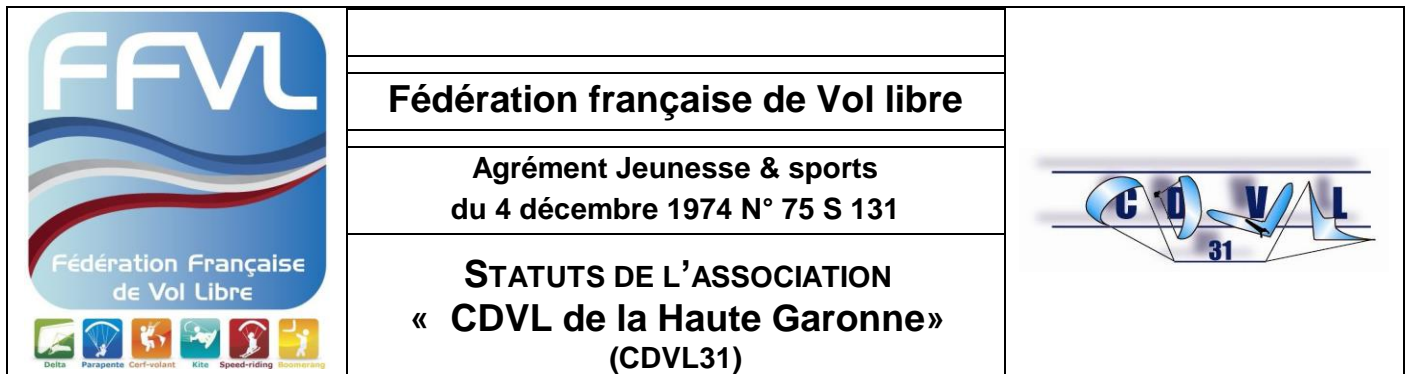 FFVL
Fédération Française
de Vol Libre
Delta Parapente Cerf-volant Kite Speed-riding Boomerang
Fédération française de Vol libre
Agrément Jeunesse & sports
du 4 décembre 1974 N° 75 S 131
STATUTS DE L'ASSOCIATION
« CDVL de la Haute Garonne»
(CDVL31)
CDVL
31